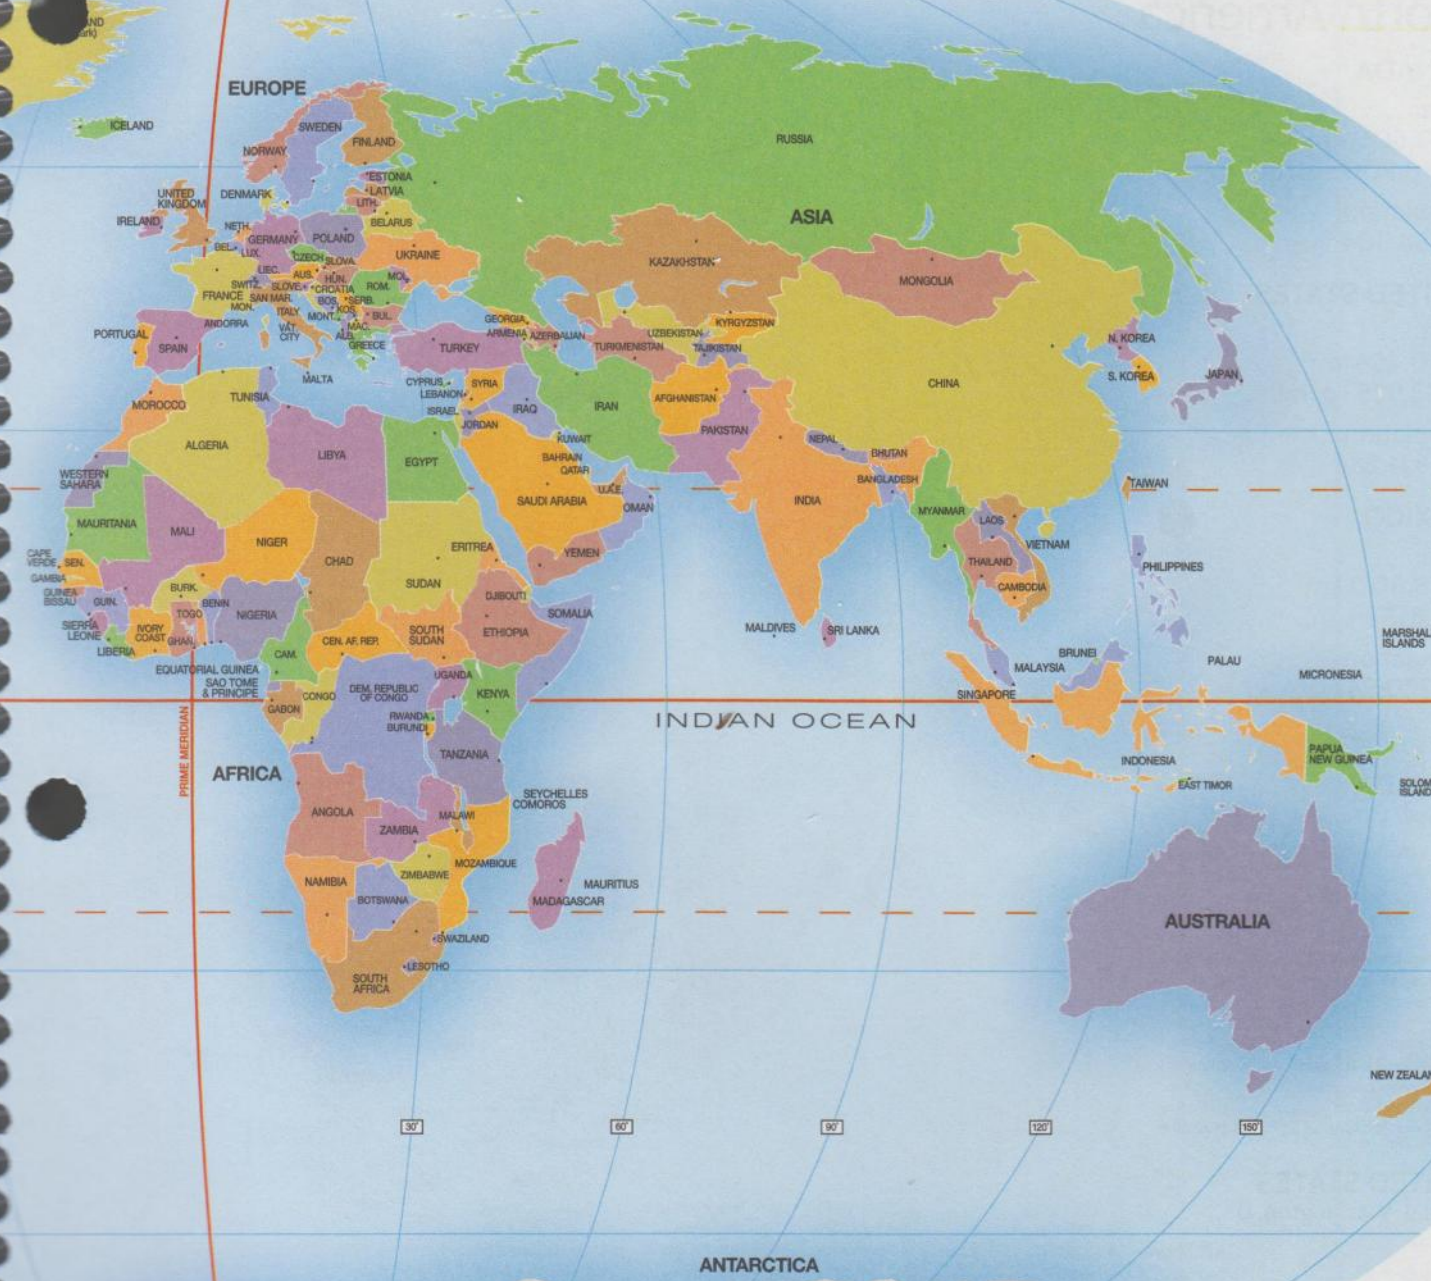 EUROPE
ICELAND
SWEDEN
FINLAND
NORWAY
RUSSIA
ESTONIA
LATVIA
LITH.
UNITED
KINGDOM
DENMARK
IRELAND
BELARUS
ASIA
NETH.
GERMANY
POLAND
BEL.
LUX.
CZECH
SLOVA.
UKRAINE
KAZAKHSTAN
LIEC.
AUS.
HUN.
MOL.
MONGOLIA
SWITZ.
SLOVE.
CROATIA
ROM.
FRANCE
SAN MAR.
BOS.
SERB.
MON.
ITALY
MONT.
KOS.
BUL.
GEORGIA
KYRGYZSTAN
ANDORRA
VAT.
CITY
MAC.
ALB.
ARMENIA
AZERBAIJAN
UZBEKISTAN
PORTUGAL
SPAIN
GREECE
TURKEY
TURKMENISTAN
TAJIKISTAN
N. KOREA
MALTA
CYPRUS
SYRIA
CHINA
S. KOREA
JAPAN
LEBANON
TUNISIA
MOROCCO
ISRAEL
IRAQ
IRAN
AFGHANISTAN
JORDAN
PAKISTAN
ALGERIA
LIBYA
EGYPT
KUWAIT
NEPAL
BHUTAN
BAHRAIN
QATAR
WESTERN
SAHARA
BANGLADESH
TAIWAN
U.A.E.
SAUDI ARABIA
OMAN
INDIA
MYANMAR
LAOS
MAURITANIA
MALI
NIGER
ERITREA
YEMEN
VIETNAM
CAPE
VERDE
SEN.
CHAD
THAILAND
PHILIPPINES
GAMBIA
SUDAN
CAMBODIA
GUINEA
BISSAU
GUIN.
BURK.
BENIN
NIGERIA
DJIBOUTI
SOMALIA
TOGO
SIERRA
LEONE
IVORY
COAST
GHAN.
CEN. AF. REP.
SOUTH
SUDAN
ETHIOPIA
MALDIVES
SRI LANKA
MARSHAL
ISLANDS
LIBERIA
CAM.
BRUNEI
PALAU
EQUATORIAL GUINEA
UGANDA
MALAYSIA
MICRONESIA
SAO TOME
& PRINCIPE
CONGO
DEM. REPUBLIC
OF CONGO
KENYA
SINGAPORE
GABON
RWANDA
BURUNDI
INDIAN OCEAN
PRIME MERIDIAN
TANZANIA
INDONESIA
PAPUA
NEW GUINEA
AFRICA
EAST TIMOR
SOLOM
ISLAND
SEYCHELLES
COMOROS
ANGOLA
MALAWI
ZAMBIA
MOZAMBIQUE
ZIMBABWE
NAMIBIA
MAURITIUS
BOTSWANA
MADAGASCAR
AUSTRALIA
SWAZILAND
LESOTHO
SOUTH
AFRICA
NEW ZEALAN
30°
60°
90°
120°
150°
ANTARCTICA